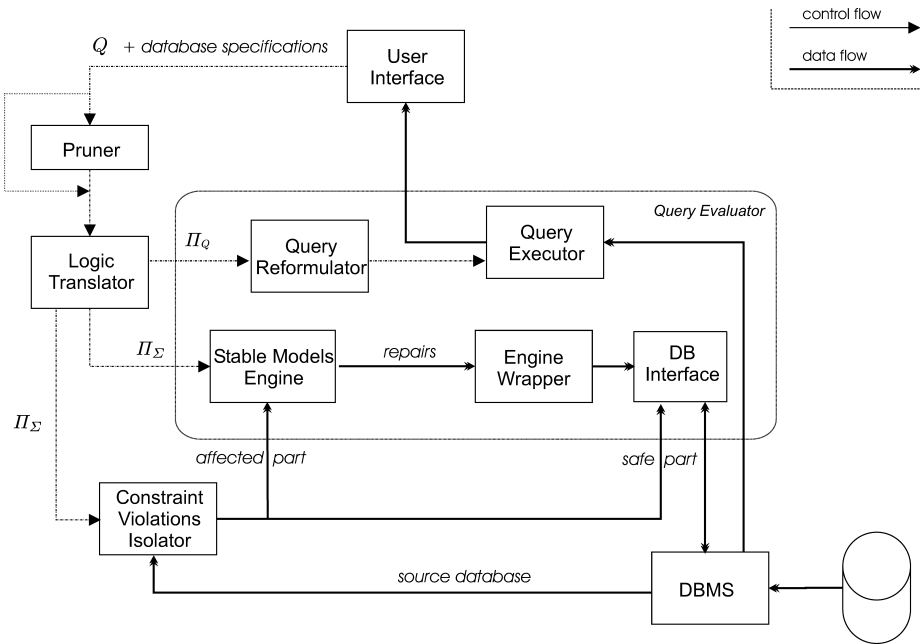 control flow
data flow
Q + database specifications
User
Interface
Pruner
Query Evaluator
Π_Q
Query
Reformulator
Query
Executor
Logic
Translator
Π_Σ
Stable Models
Engine
repairs
Engine
Wrapper
DB
Interface
Π_Σ
affected part
safe part
Constraint
Violations
Isolator
source database
DBMS